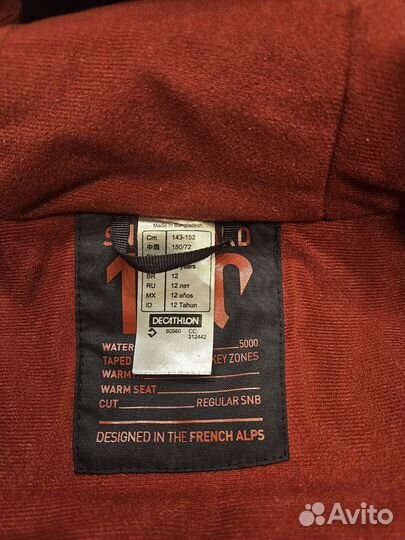 Made in Bangladesh
Cm 143-152
中国 150/72
years
BR 12
RU 12 лет
MX 12 años
ID 12 Tahun
DECATHLON
60560 CC: 312442
WATER 5000
TAPED KEY ZONES
WARM
WARM SEAT
CUT REGULAR SNB
DESIGNED IN THE FRENCH ALPS
Avito